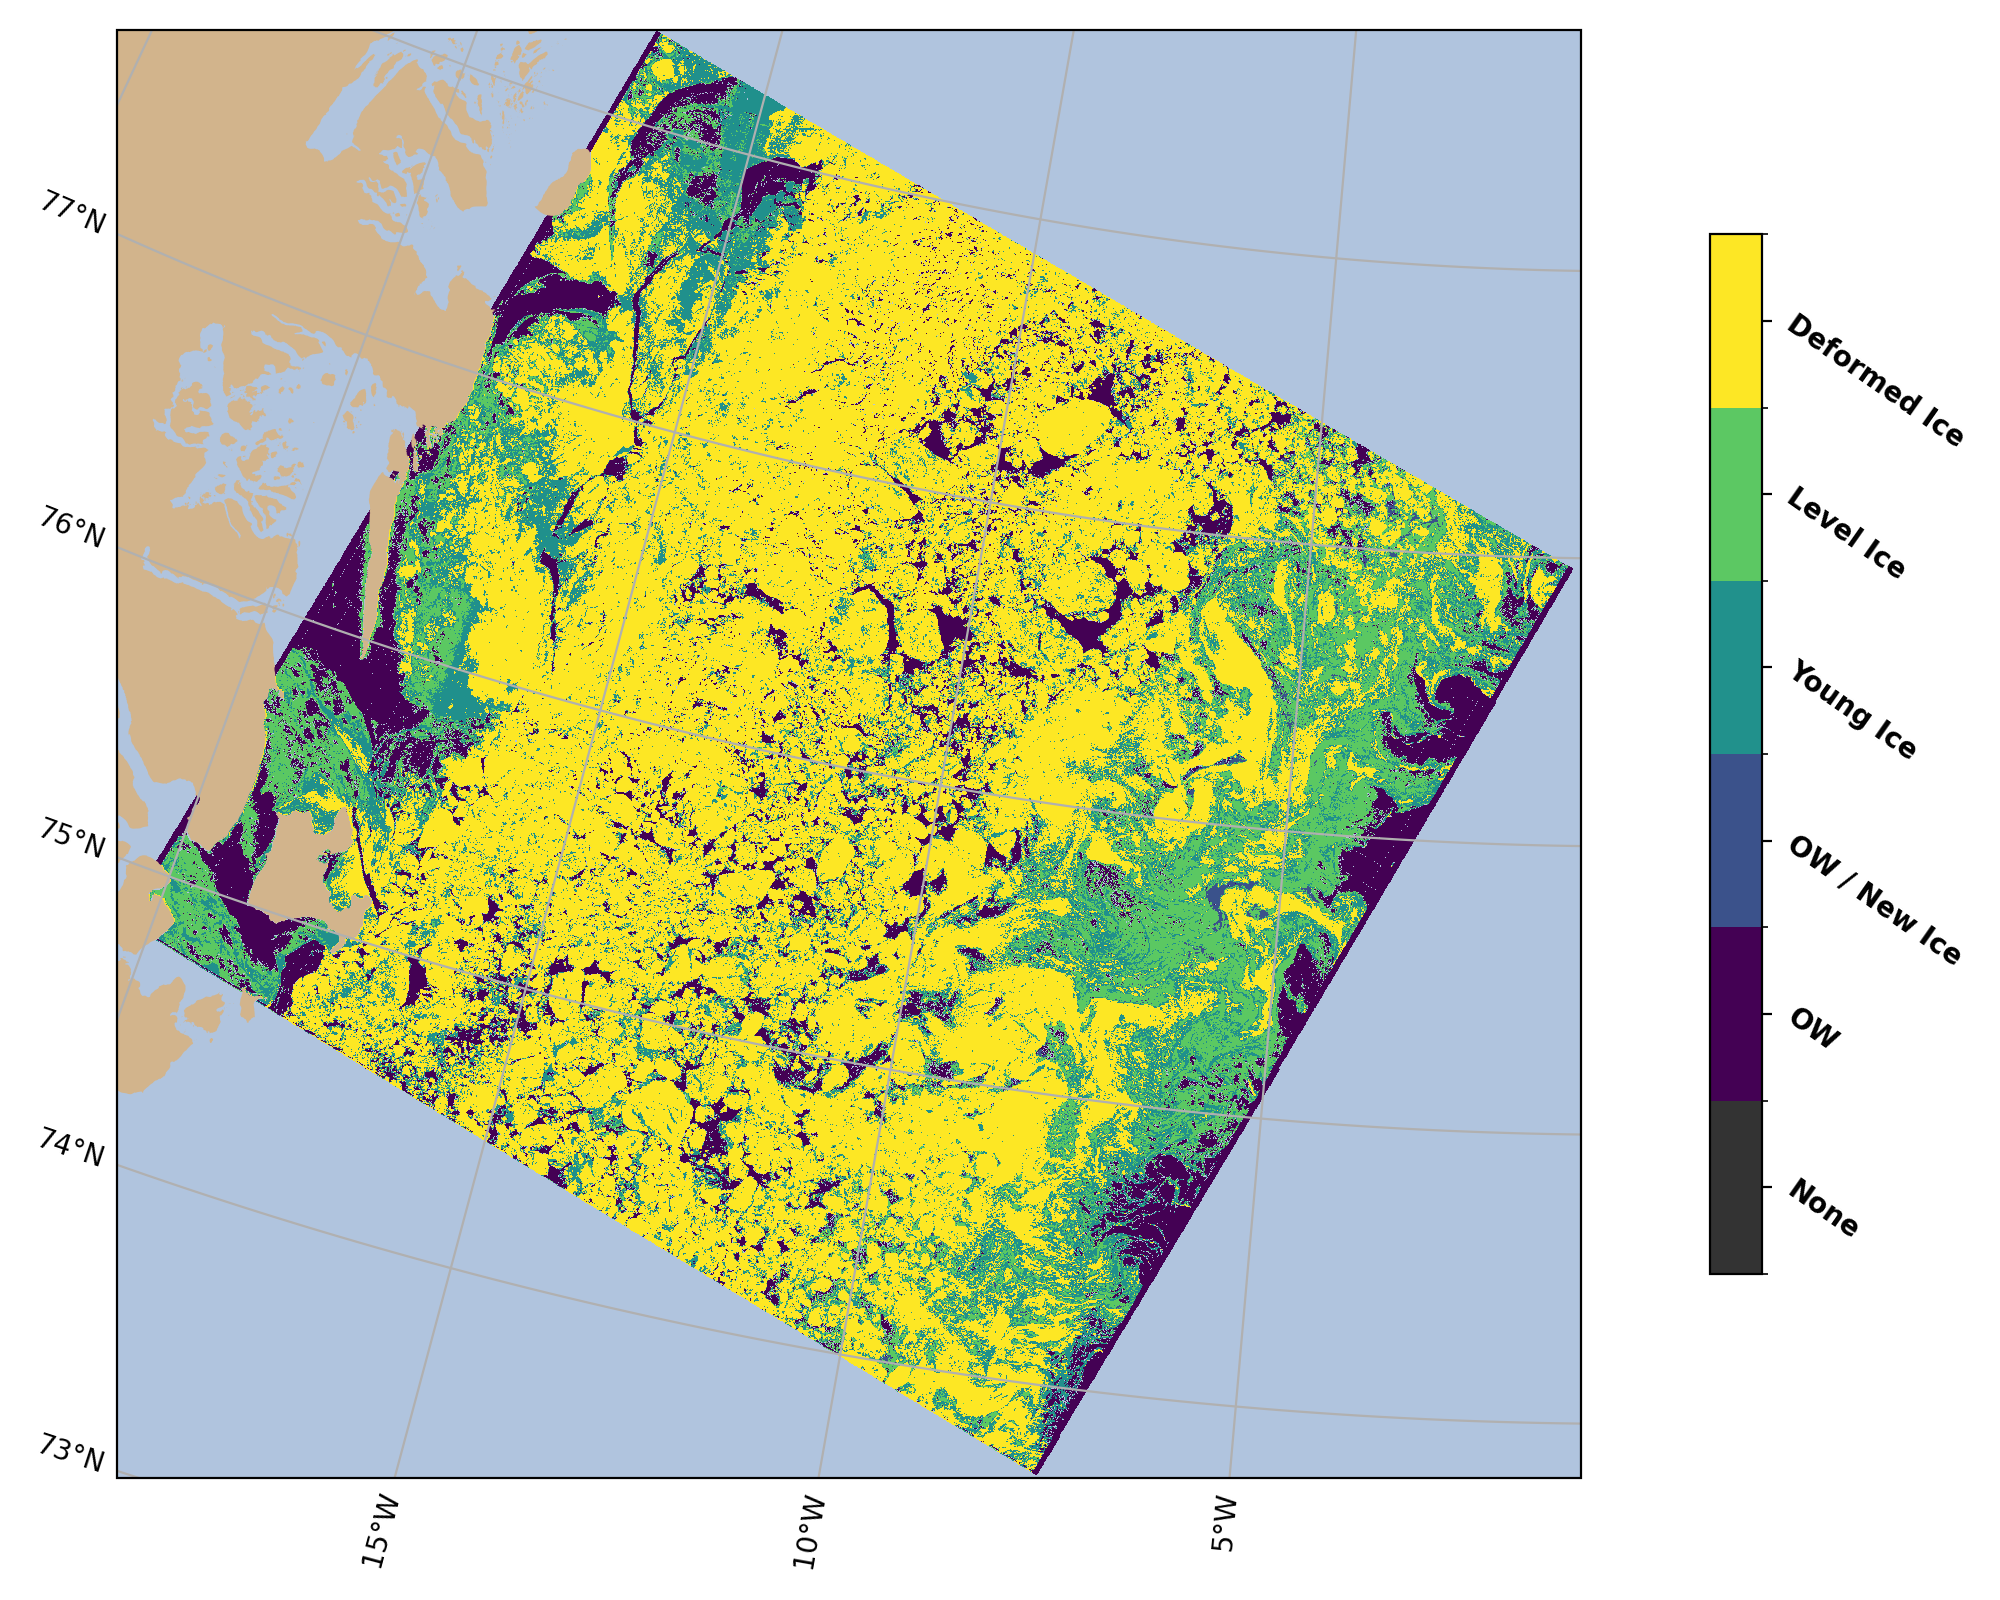 77°N
76°N
75°N
74°N
73°N
15°W
10°W
5°W
Deformed Ice
Level Ice
Young Ice
OW / New Ice
OW
None